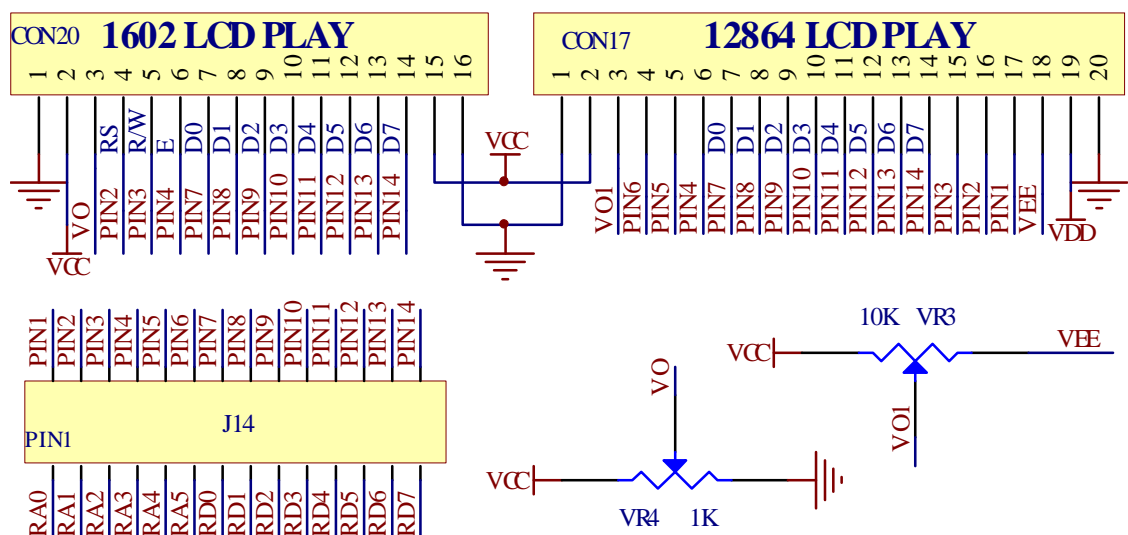 CON20 1602 LCD PLAY
1 2 3 4 5 6 7 8 9 10 11 12 13 14 15 16
RS R/W E D0 D1 D2 D3 D4 D5 D6 D7
VO PIN2 PIN3 PIN4 PIN7 PIN8 PIN9 PIN10 PIN11 PIN12 PIN13 PIN14
VCC
VCC
CON17 12864 LCD PLAY
1 2 3 4 5 6 7 8 9 10 11 12 13 14 15 16 17 18 19 20
D0 D1 D2 D3 D4 D5 D6 D7
VO1 PIN6 PIN5 PIN4 PIN7 PIN8 PIN9 PIN10 PIN11 PIN12 PIN13 PIN14 PIN3 PIN2 PIN1 VEE
VDD
PIN1 PIN2 PIN3 PIN4 PIN5 PIN6 PIN7 PIN8 PIN9 PIN10 PIN11 PIN12 PIN13 PIN14
J14
PIN1
RA0 RA1 RA2 RA3 RA4 RA5 RD0 RD1 RD2 RD3 RD4 RD5 RD6 RD7
10K VR3
VCC VEE
VO1
VO
VCC
VR4 1K